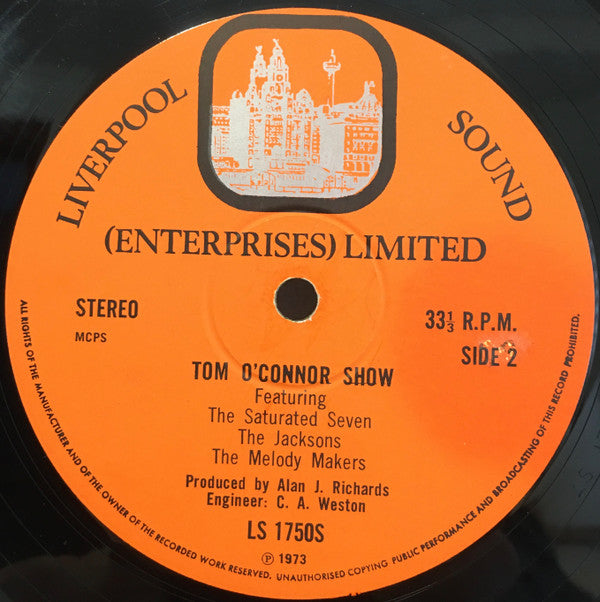 LIVERPOOL SOUND
(ENTERPRISES) LIMITED
STEREO
MCPS
33⅓ R.P.M.
SIDE 2
TOM O'CONNOR SHOW
Featuring
The Saturated Seven
The Jacksons
The Melody Makers
Produced by Alan J. Richards
Engineer: C. A. Weston
LS 1750S
Ⓟ 1973
ALL RIGHTS OF THE MANUFACTURER AND OF THE OWNER OF THE RECORDED WORK RESERVED. UNAUTHORISED COPYING PUBLIC PERFORMANCE AND BROADCASTING OF THIS RECORD PROHIBITED.